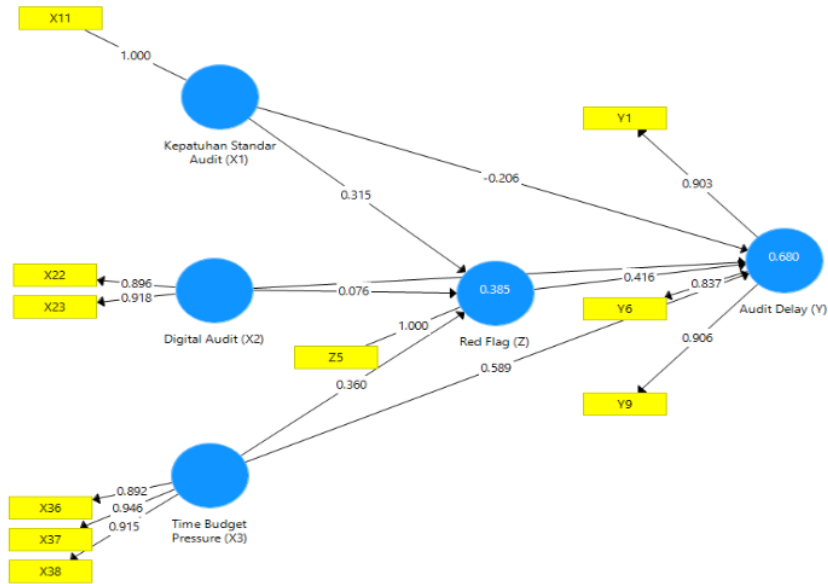 X11
1.000
Kepatuhan Standar
Audit (X1)
Y1
0.903
-0.206
0.315
X22
0.896
X23
0.918
Digital Audit (X2)
0.076
0.385
Red Flag (Z)
0.416
0.680
Audit Delay (Y)
0.837
Y6
Z5
1.000
0.360
0.589
0.906
Y9
X36
0.892
X37
0.946
X38
0.915
Time Budget
Pressure (X3)